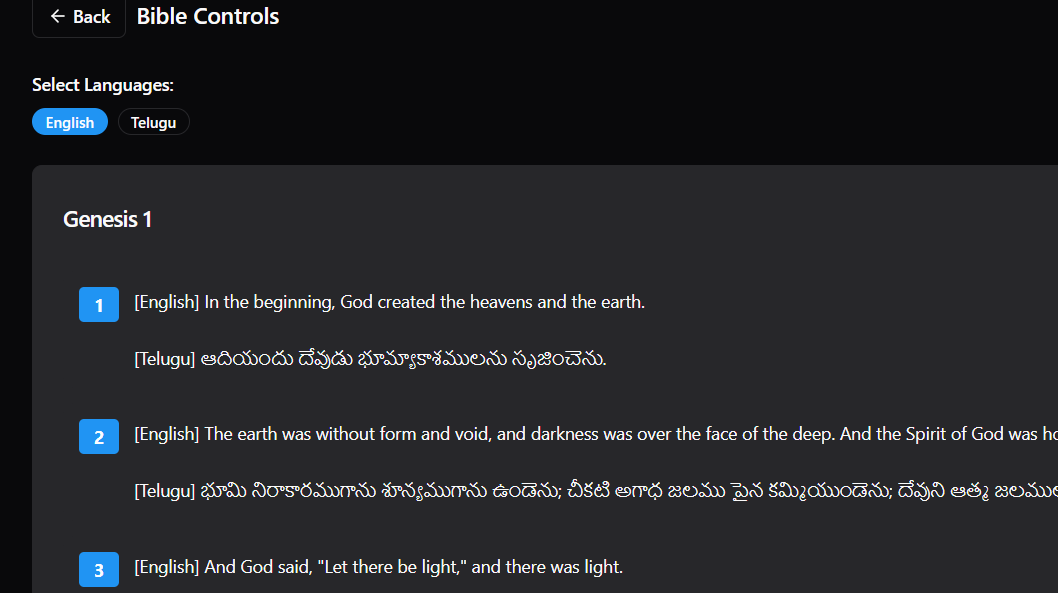 ← Back Bible Controls
Select Languages:
English Telugu
Genesis 1
1 [English] In the beginning, God created the heavens and the earth.
[Telugu] ఆదియందు దేవుడు భూమ్యాకాశములను సృజించెను.
2 [English] The earth was without form and void, and darkness was over the face of the deep. And the Spirit of God was
[Telugu] భూమి నిరాకారముగాను శూన్యముగాను ఉండెను; చీకటి అగాధ జలము పైన కమ్మియుండెను; దేవుని ఆత్మ
3 [English] And God said, "Let there be light," and there was light.